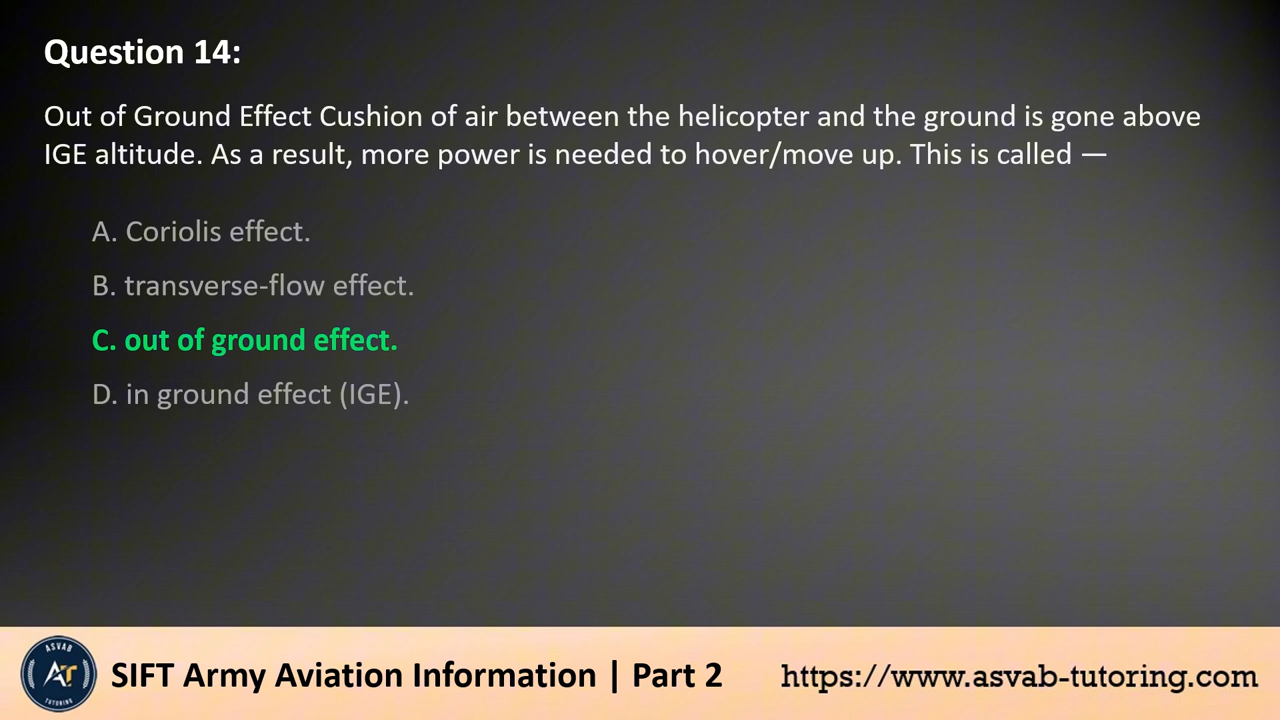 Question 14:
Out of Ground Effect Cushion of air between the helicopter and the ground is gone above
IGE altitude. As a result, more power is needed to hover/move up. This is called —
A. Coriolis effect.
B. transverse-flow effect.
C. out of ground effect.
D. in ground effect (IGE).
ASVAB
AT
TUTORING
SIFT Army Aviation Information | Part 2
https://www.asvab-tutoring.com